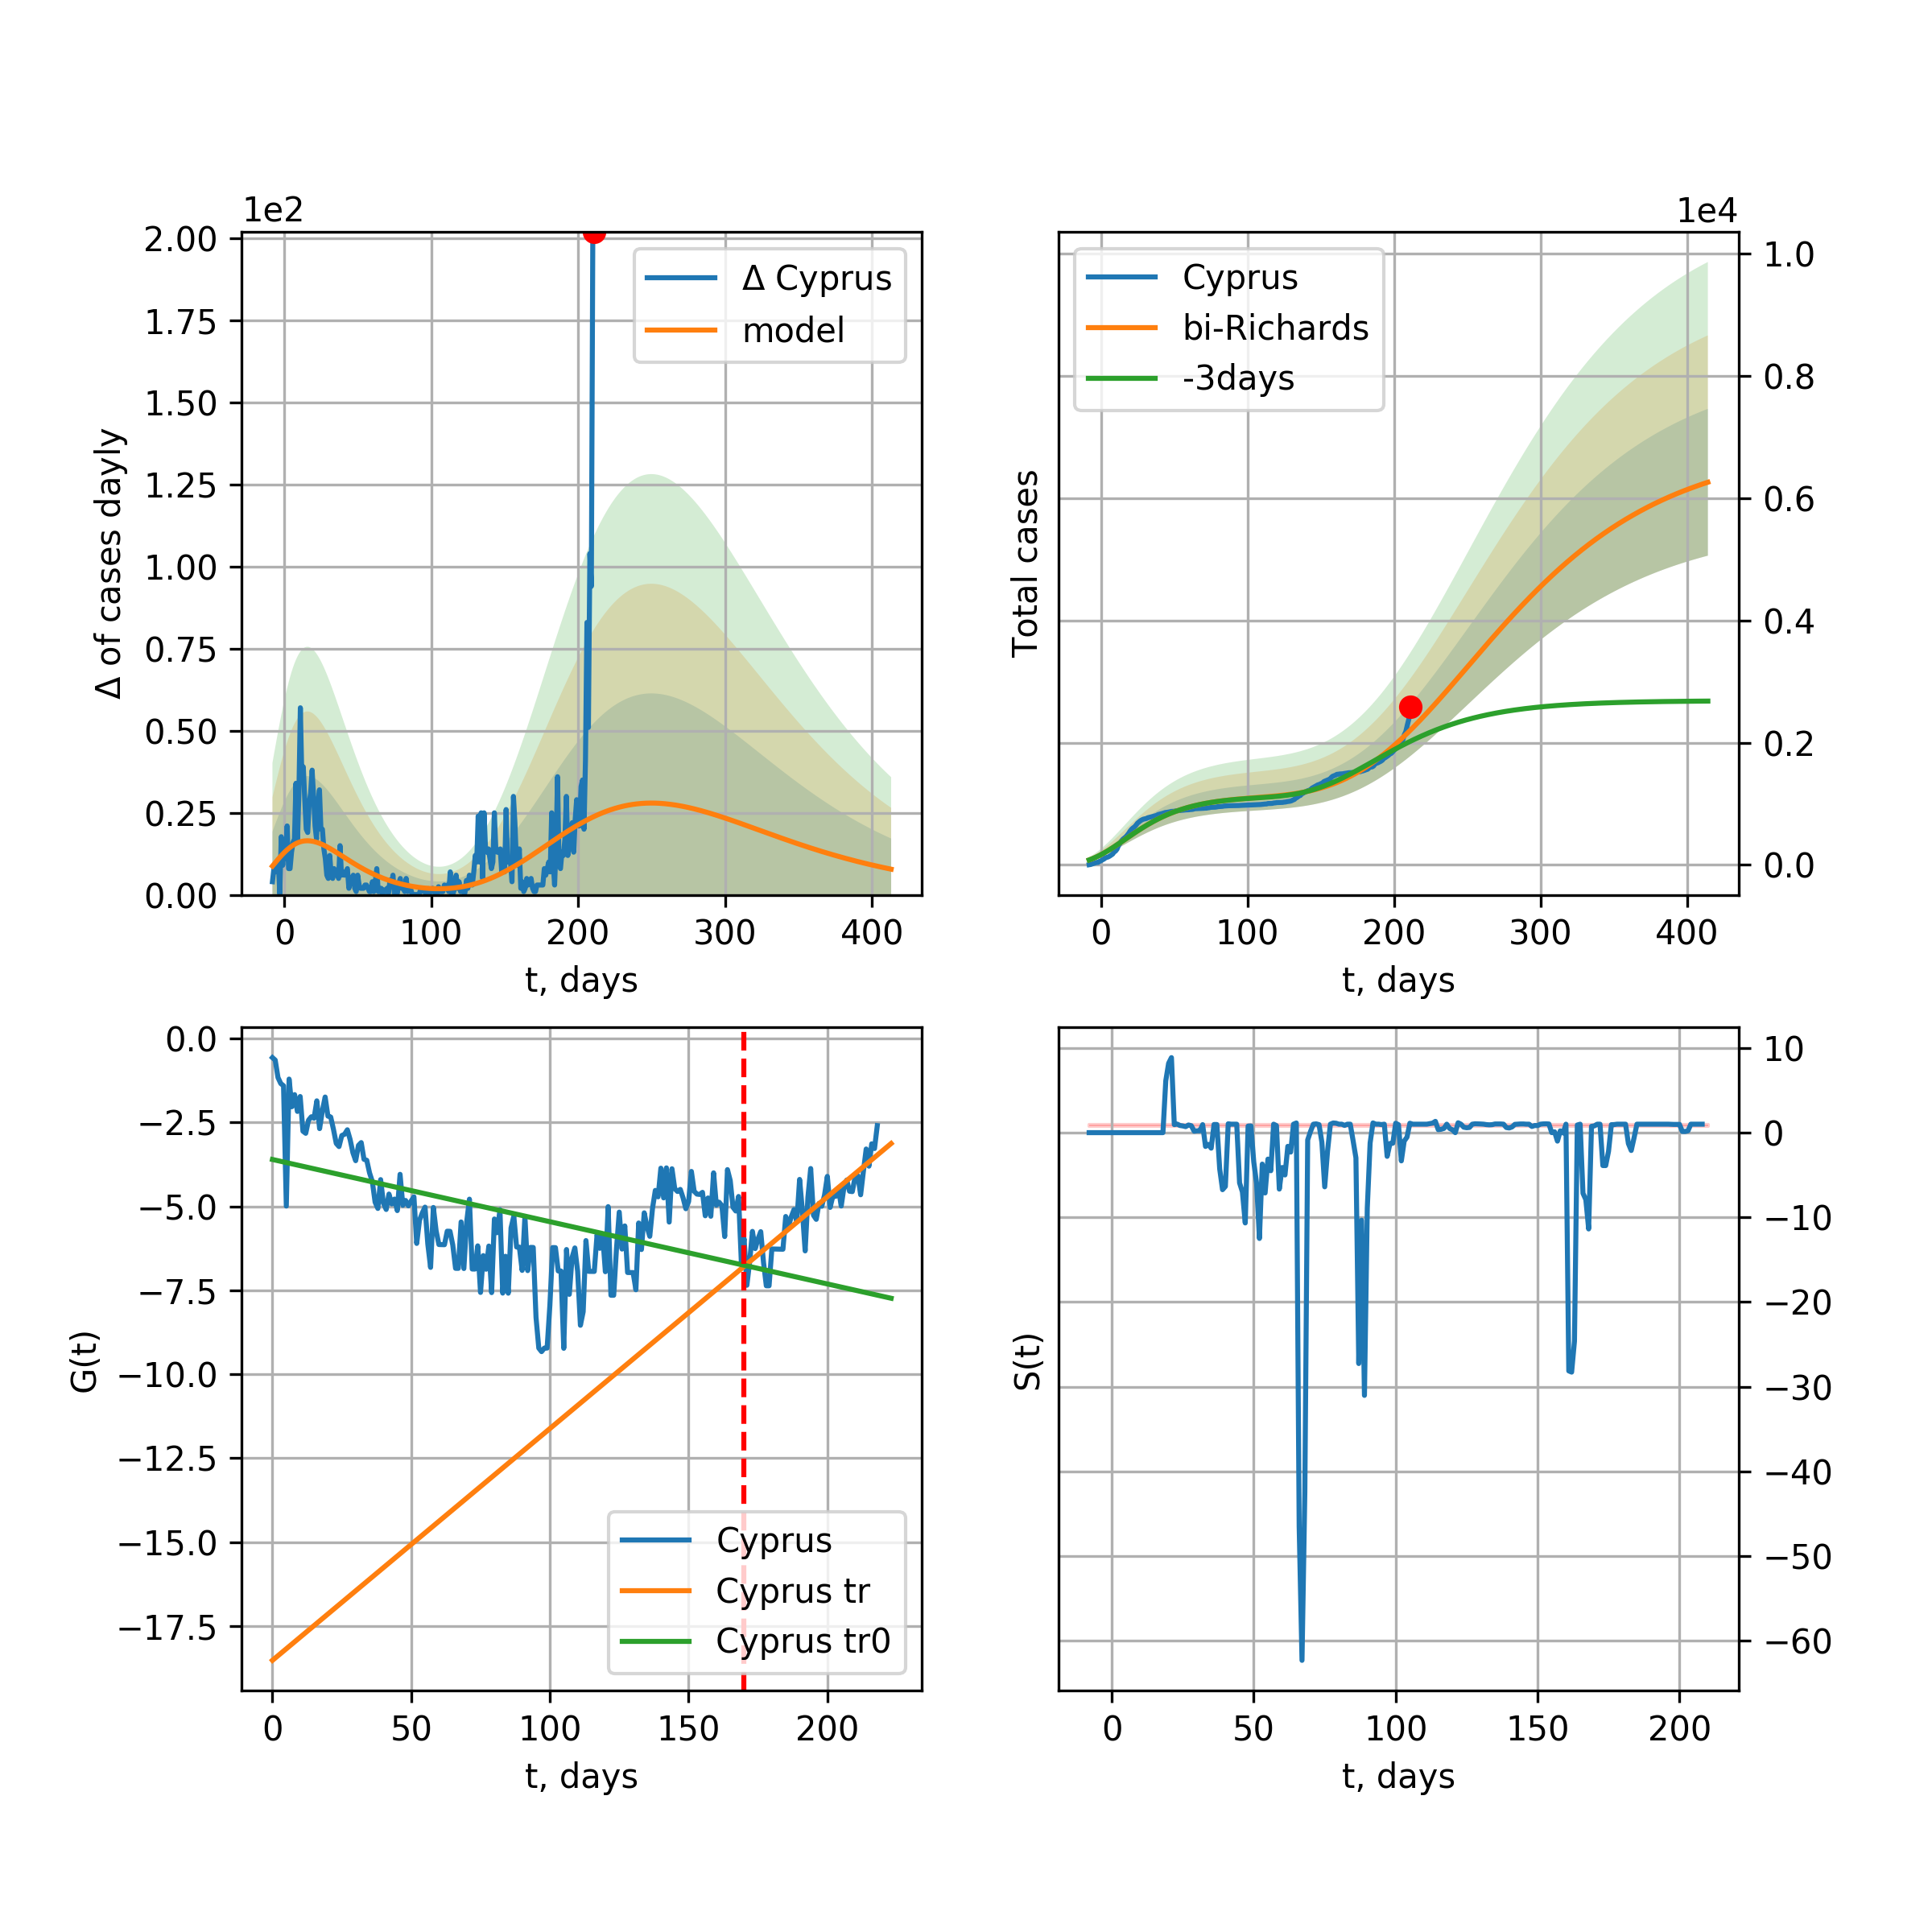 1e2
2.00
1.75
1.50
1.25
1.00
0.75
0.50
0.25
0.00
Δ of cases dayly
Δ Cyprus
model
0 100 200 300 400
t, days
1e4
1.0
0.8
0.6
0.4
0.2
0.0
Total cases
Cyprus
bi-Richards
-3days
0 100 200 300 400
t, days
0.0
−2.5
−5.0
−7.5
−10.0
−12.5
−15.0
−17.5
G(t)
Cyprus
Cyprus tr
Cyprus tr0
0 50 100 150 200
t, days
10
0
−10
−20
−30
−40
−50
−60
S(t)
0 50 100 150 200
t, days